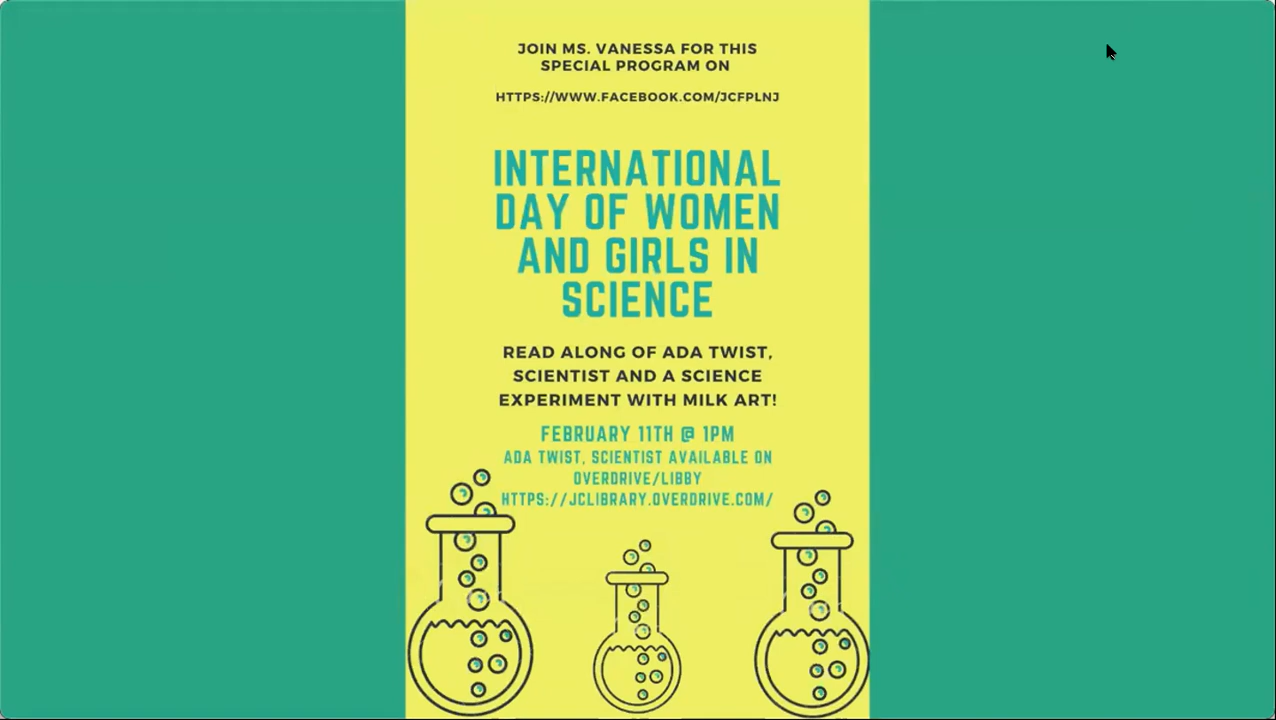 JOIN MS. VANESSA FOR THIS
SPECIAL PROGRAM ON
HTTPS://WWW.FACEBOOK.COM/JCFPLNJ
INTERNATIONAL
DAY OF WOMEN
AND GIRLS IN
SCIENCE
READ ALONG OF ADA TWIST,
SCIENTIST AND A SCIENCE
EXPERIMENT WITH MILK ART!
FEBRUARY 11TH @ 1PM
ADA TWIST, SCIENTIST AVAILABLE ON
OVERDRIVE/LIBBY
HTTPS://JCLIBRARY.OVERDRIVE.COM/